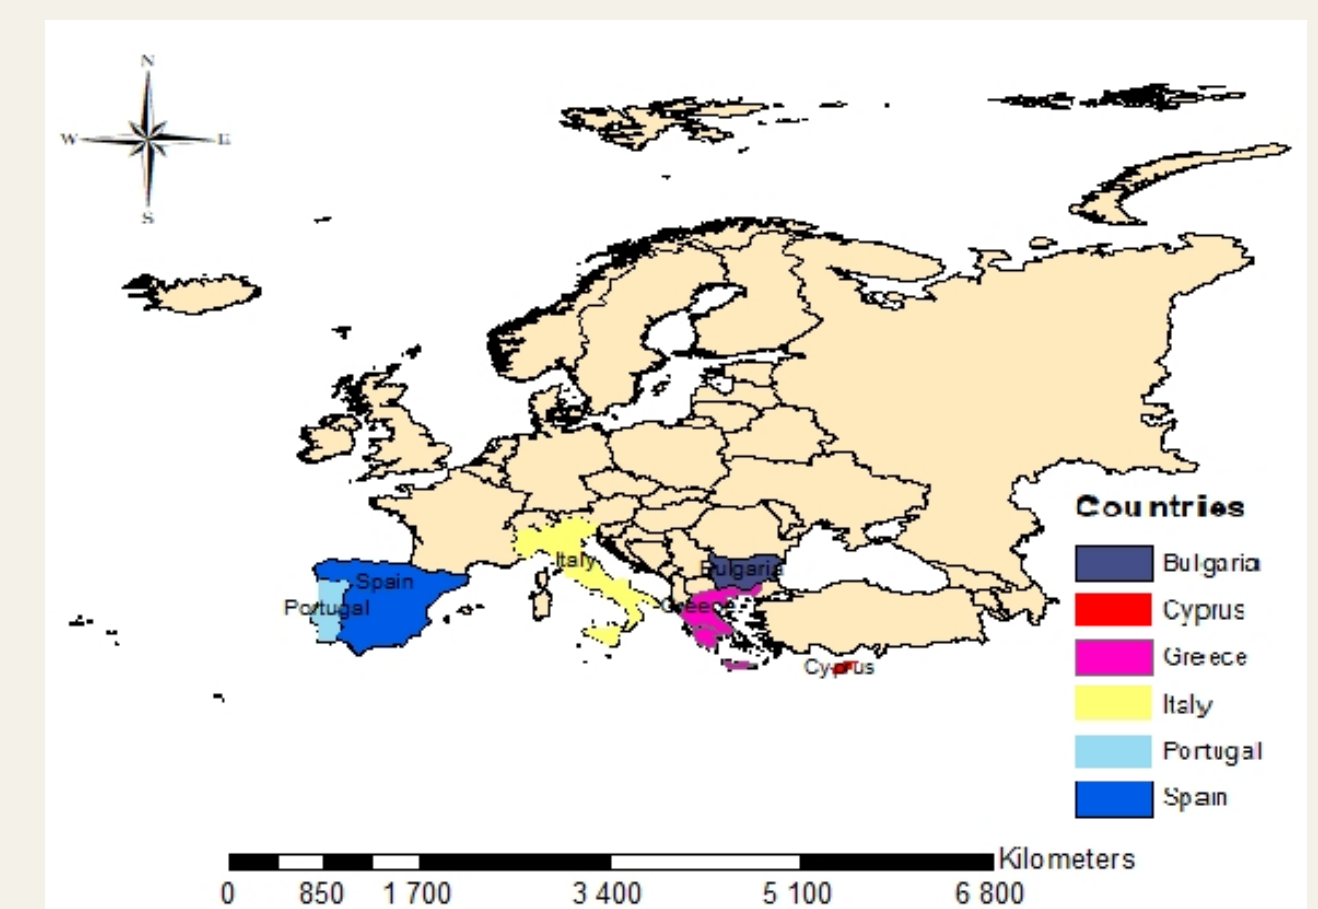 N
W E
S
Countries
Bulgaria
Cyprus
Greece
Italy
Portugal
Spain
Italy
Bulgaria
Spain
Portugal
Greece
Cyprus
Kilometers
0 850 1 700 3 400 5 100 6 800